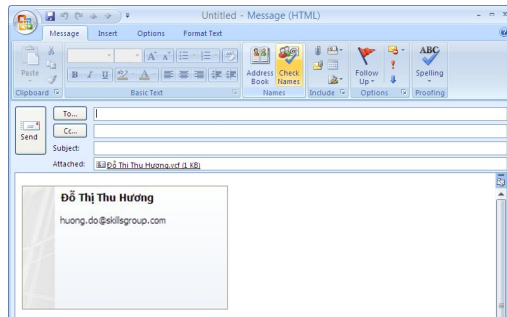 Untitled - Message (HTML)
Message Insert Options Format Text
Paste
B I U
Address Book
Check Names
Follow Up
ABC
Spelling
Clipboard
Basic Text
Names
Include
Options
Proofing
Send
To...
Cc...
Subject:
Attached: Đỗ Thị Thu Hương.vcf (1 KB)
Đỗ Thị Thu Hương
huong.do@skillsgroup.com